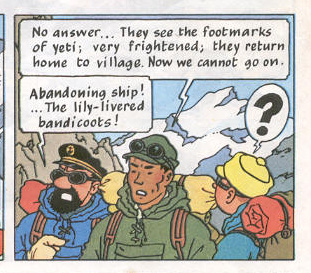 No answer... They see the footmarks
of yeti; very frightened; they return
home to village. Now we cannot go on.
Abandoning ship!
...The lily-livered
bandicoots!
?